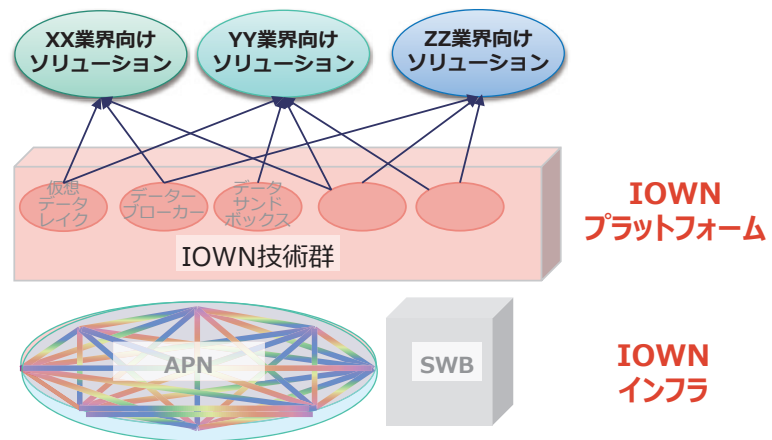 XX業界向け
ソリューション
YY業界向け
ソリューション
ZZ業界向け
ソリューション
仮想
データ
レイク
データー
ブローカー
データ
サンド
ボックス
IOWN技術群
IOWN
プラットフォーム
APN
SWB
IOWN
インフラ